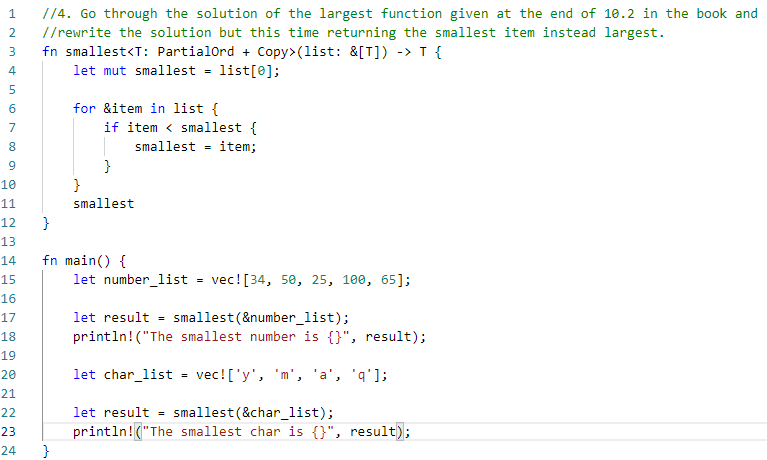 1 //4. Go through the solution of the largest function given at the end of 10.2 in the book and
2 //rewrite the solution but this time returning the smallest item instead largest.
3 fn smallest<T: PartialOrd + Copy>(list: &[T]) -> T {
4     let mut smallest = list[0];
5
6     for &item in list {
7         if item < smallest {
8             smallest = item;
9         }
10     }
11     smallest
12 }
13
14 fn main() {
15     let number_list = vec![34, 50, 25, 100, 65];
16
17     let result = smallest(&number_list);
18     println!("The smallest number is {}", result);
19
20     let char_list = vec!['y', 'm', 'a', 'q'];
21
22     let result = smallest(&char_list);
23     println!("The smallest char is {}", result);
24 }